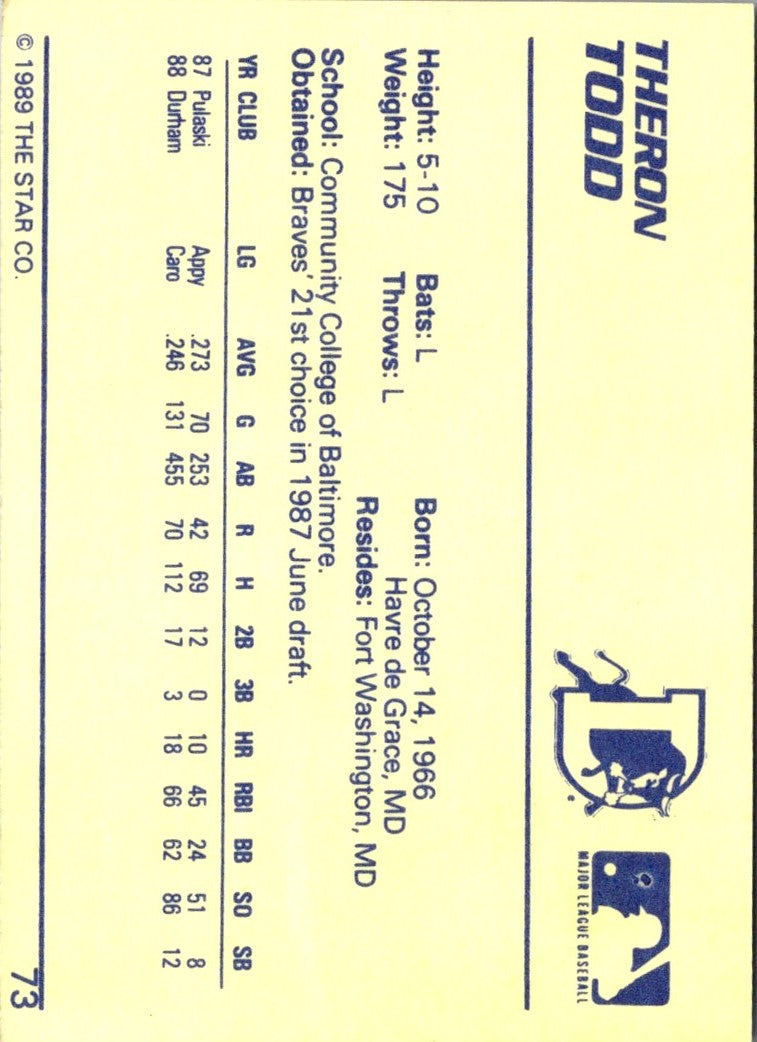 THERON
TODD
MAJOR LEAGUE BASEBALL
Height: 5-10 Bats: L Born: October 14, 1966
Weight: 175 Throws: L Havre de Grace, MD
Resides: Fort Washington, MD
School: Community College of Baltimore.
Obtained: Braves' 21st choice in 1987 June draft.
YR CLUB LG AVG G AB R H 2B 3B HR RBI BB SO SB
87 Pulaski Appy .273 70 253 42 69 12 0 10 45 24 51 8
88 Durham Caro .246 131 455 70 112 17 3 18 66 62 86 12
© 1989 THE STAR CO. 73